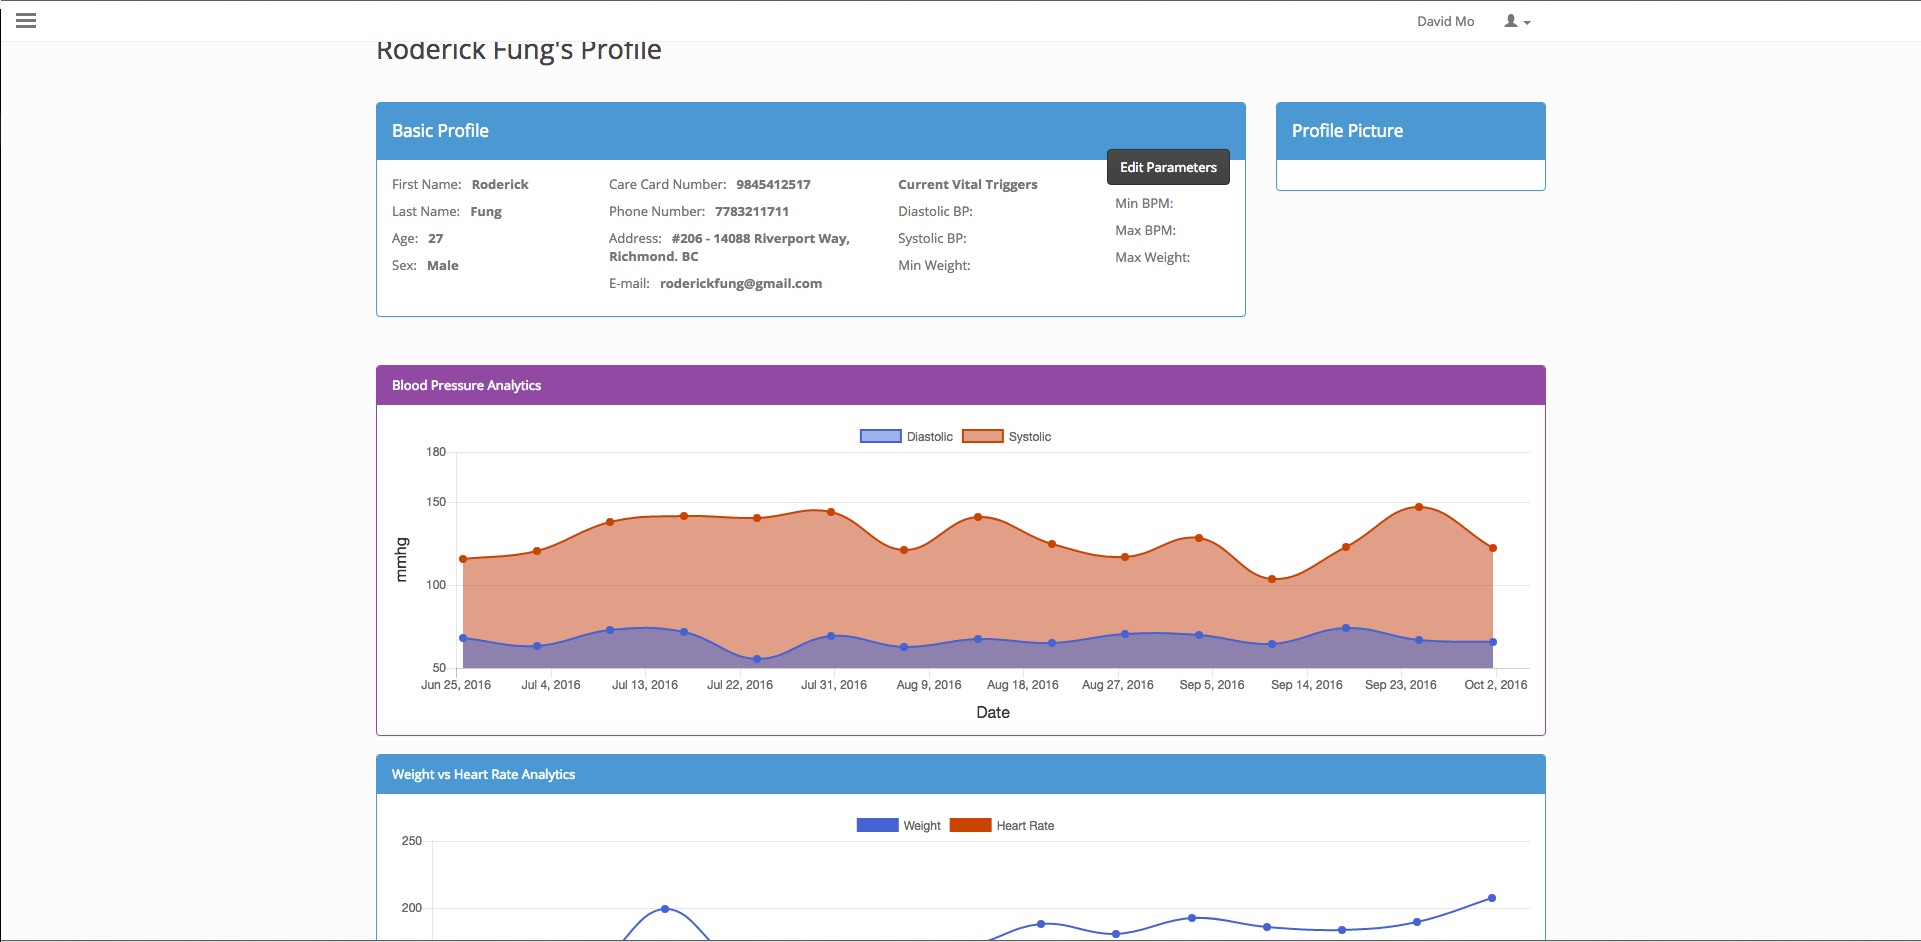 David Mo
Roderick Fung's Profile
Basic Profile
Edit Parameters
First Name: Roderick
Last Name: Fung
Age: 27
Sex: Male
Care Card Number: 9845412517
Phone Number: 7783211711
Address: #206 - 14088 Riverport Way,
Richmond. BC
E-mail: roderickfung@gmail.com
Current Vital Triggers
Diastolic BP:
Systolic BP:
Min Weight:
Min BPM:
Max BPM:
Max Weight:
Profile Picture
Blood Pressure Analytics
Diastolic Systolic
180
150
100
50
mmhg
Jun 25, 2016 Jul 4, 2016 Jul 13, 2016 Jul 22, 2016 Jul 31, 2016 Aug 9, 2016 Aug 18, 2016 Aug 27, 2016 Sep 5, 2016 Sep 14, 2016 Sep 23, 2016 Oct 2, 2016
Date
Weight vs Heart Rate Analytics
Weight Heart Rate
250
200